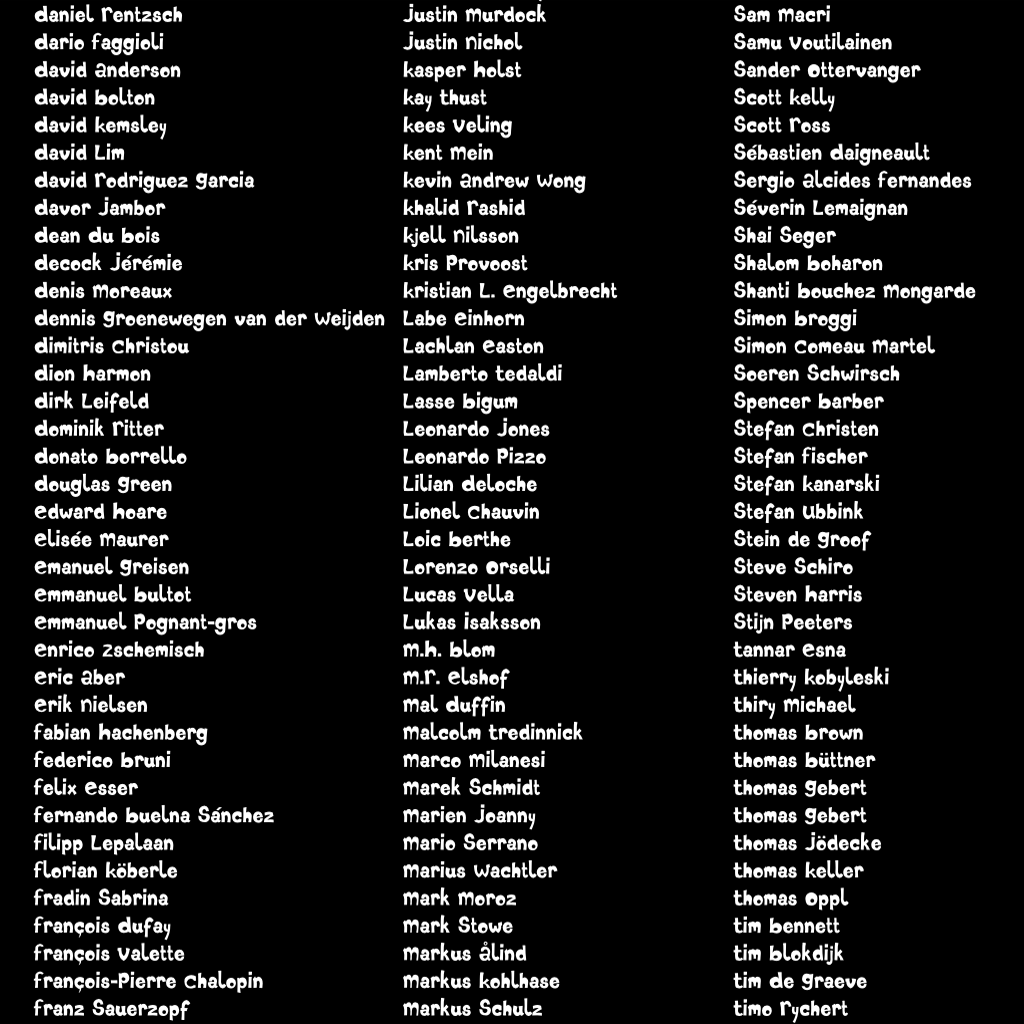 daniel rentzsch
dario faggioli
david anderson
david bolton
david kemsley
david Lim
david rodriguez garcia
davor jambor
dean du bois
decock jérémie
denis moreaux
dennis groenewegen van der Weijden
dimitris Christou
dion harmon
dirk Leifeld
dominik ritter
donato borrello
douglas green
edward hoare
elisée maurer
emanuel greisen
emmanuel bultot
emmanuel Pognant-gros
enrico zschemisch
eric aber
erik nielsen
fabian hachenberg
federico bruni
felix esser
fernando buelna Sánchez
filipp Lepalaan
florian köberle
fradin Sabrina
françois dufay
françois Valette
françois-Pierre Chalopin
franz Sauerzopf
justin murdock
justin nichol
kasper holst
kay thust
kees Veling
kent mein
kevin andrew Wong
khalid rashid
kjell nilsson
kris Provoost
kristian L. engelbrecht
Labe einhorn
Lachlan easton
Lamberto tedaldi
Lasse bigum
Leonardo jones
Leonardo Pizzo
Lilian deloche
Lionel Chauvin
Loic berthe
Lorenzo Orselli
Lucas Vella
Lukas isaksson
m.h. blom
m.r. elshof
mal duffin
malcolm tredinnick
marco milanesi
marek Schmidt
marien joanny
mario Serrano
marius Wachtler
mark moroz
mark Stowe
markus ålind
markus kohlhase
markus Schulz
Sam macri
Samu Voutilainen
Sander Ottervanger
Scott kelly
Scott ross
Sébastien daigneault
Sergio alcides fernandes
Séverin Lemaignan
Shai Seger
Shalom boharon
Shanti bouchez mongarde
Simon broggi
Simon Comeau martel
Soeren Schwirsch
Spencer barber
Stefan Christen
Stefan fischer
Stefan kanarski
Stefan Ubbink
Stein de groof
Steve Schiro
Steven harris
Stijn Peeters
tannar esna
thierry kobyleski
thiry michael
thomas brown
thomas büttner
thomas gebert
thomas gebert
thomas jödecke
thomas keller
thomas Oppl
tim bennett
tim blokdijk
tim de graeve
timo rychert